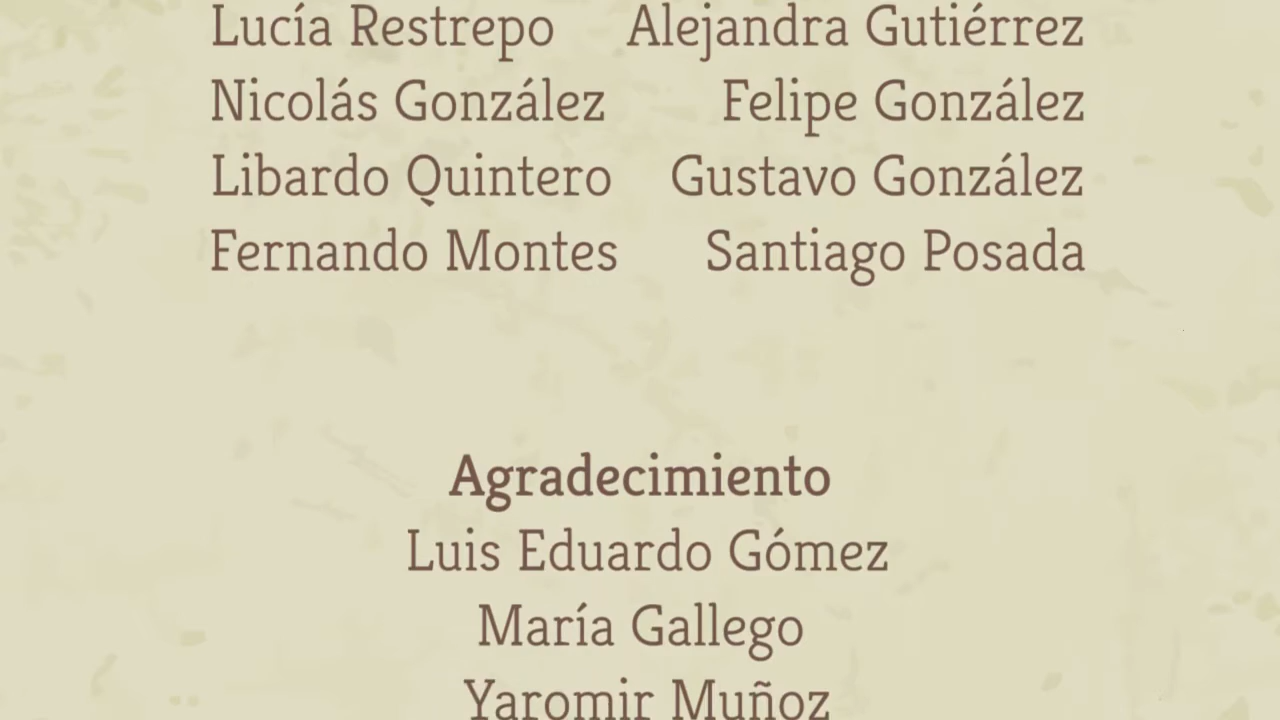 Lucía Restrepo Alejandra Gutiérrez
Nicolás González Felipe González
Libardo Quintero Gustavo González
Fernando Montes Santiago Posada
Agradecimiento
Luis Eduardo Gómez
María Gallego
Yaromir Muñoz